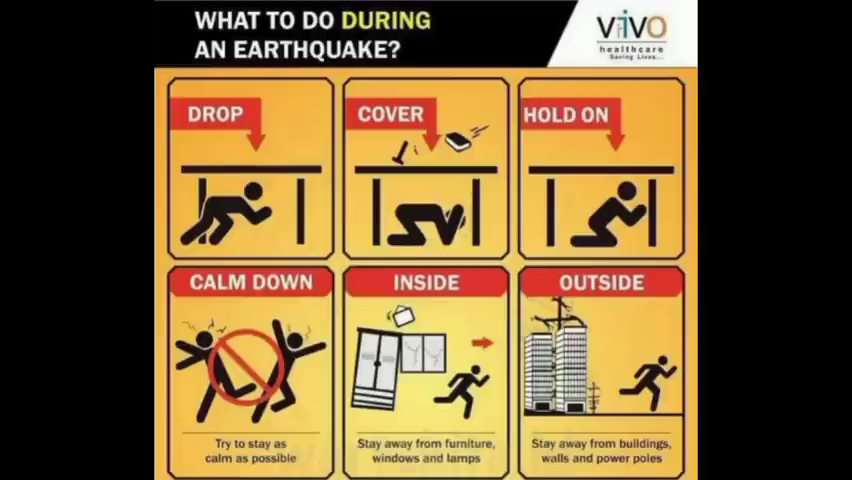 WHAT TO DO DURING
AN EARTHQUAKE?
VIVO
healthcare
Saving Lives...
DROP
COVER
HOLD ON
CALM DOWN
Try to stay as
calm as possible
INSIDE
Stay away from furniture,
windows and lamps
OUTSIDE
Stay away from buildings,
walls and power poles